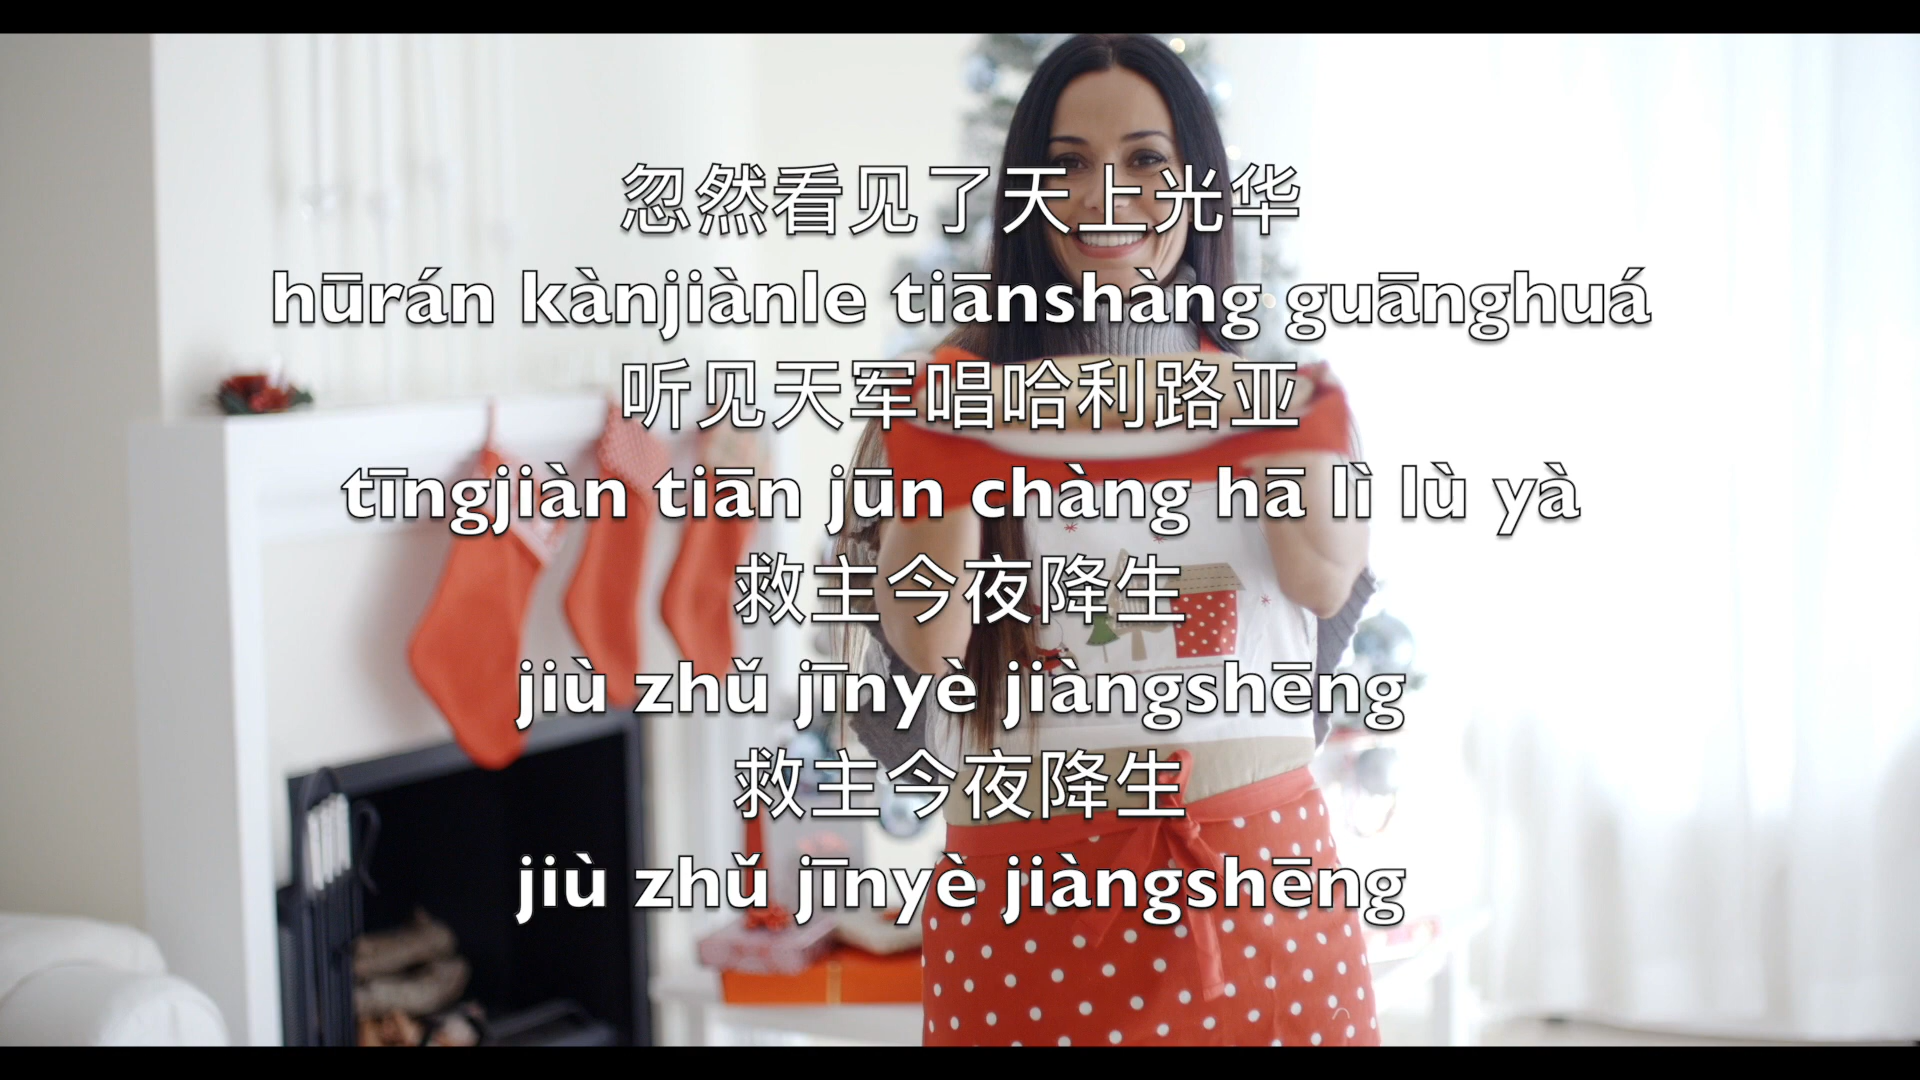 忽然看见了天上光华
hūrán kànjiànle tiānshàng guānghuá
听见天军唱哈利路亚
tīngjiàn tiān jūn chàng hā lì lù yà
救主今夜降生
jiù zhǔ jīnyè jiàngshēng
救主今夜降生
jiù zhǔ jīnyè jiàngshēng